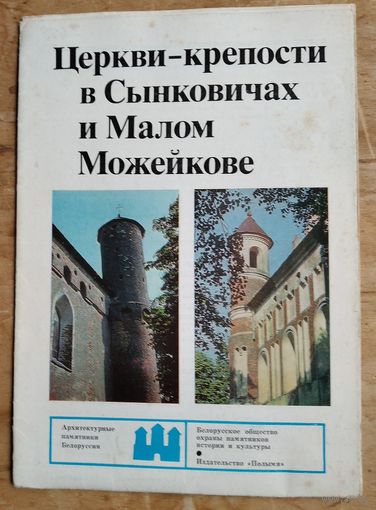 Церкви-крепости
в Сынковичах
и Малом
Можейкове
Архитектурные
памятники
Белоруссии
Белорусское общество
охраны памятников
истории и культуры
•
Издательство «Полымя»